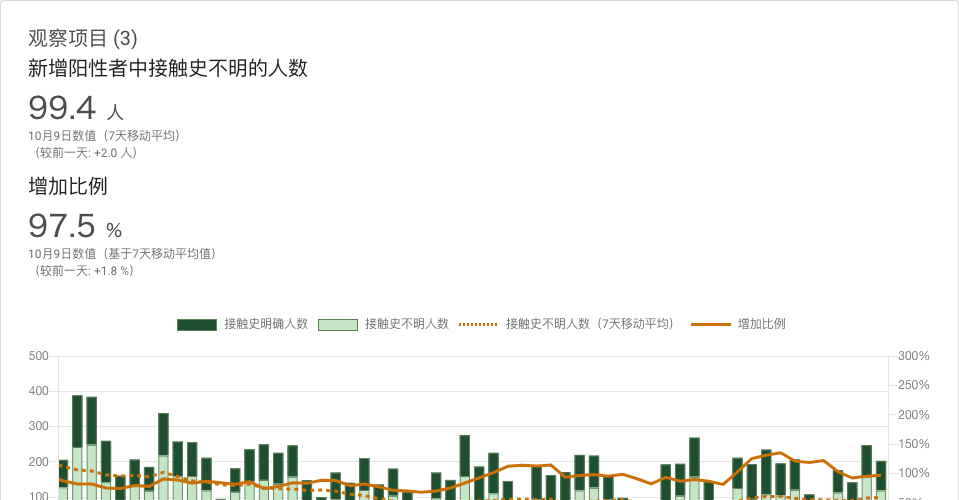 观察项目 (3)
新增阳性者中接触史不明的人数
99.4 人
10月9日数值（7天移动平均）
（较前一天: +2.0 人）
增加比例
97.5 %
10月9日数值（基于7天移动平均值）
（较前一天: +1.8 %）
接触史明确人数 接触史不明人数 接触史不明人数（7天移动平均） 增加比例
500 300%
250%
400
200%
300
150%
200
100%
100